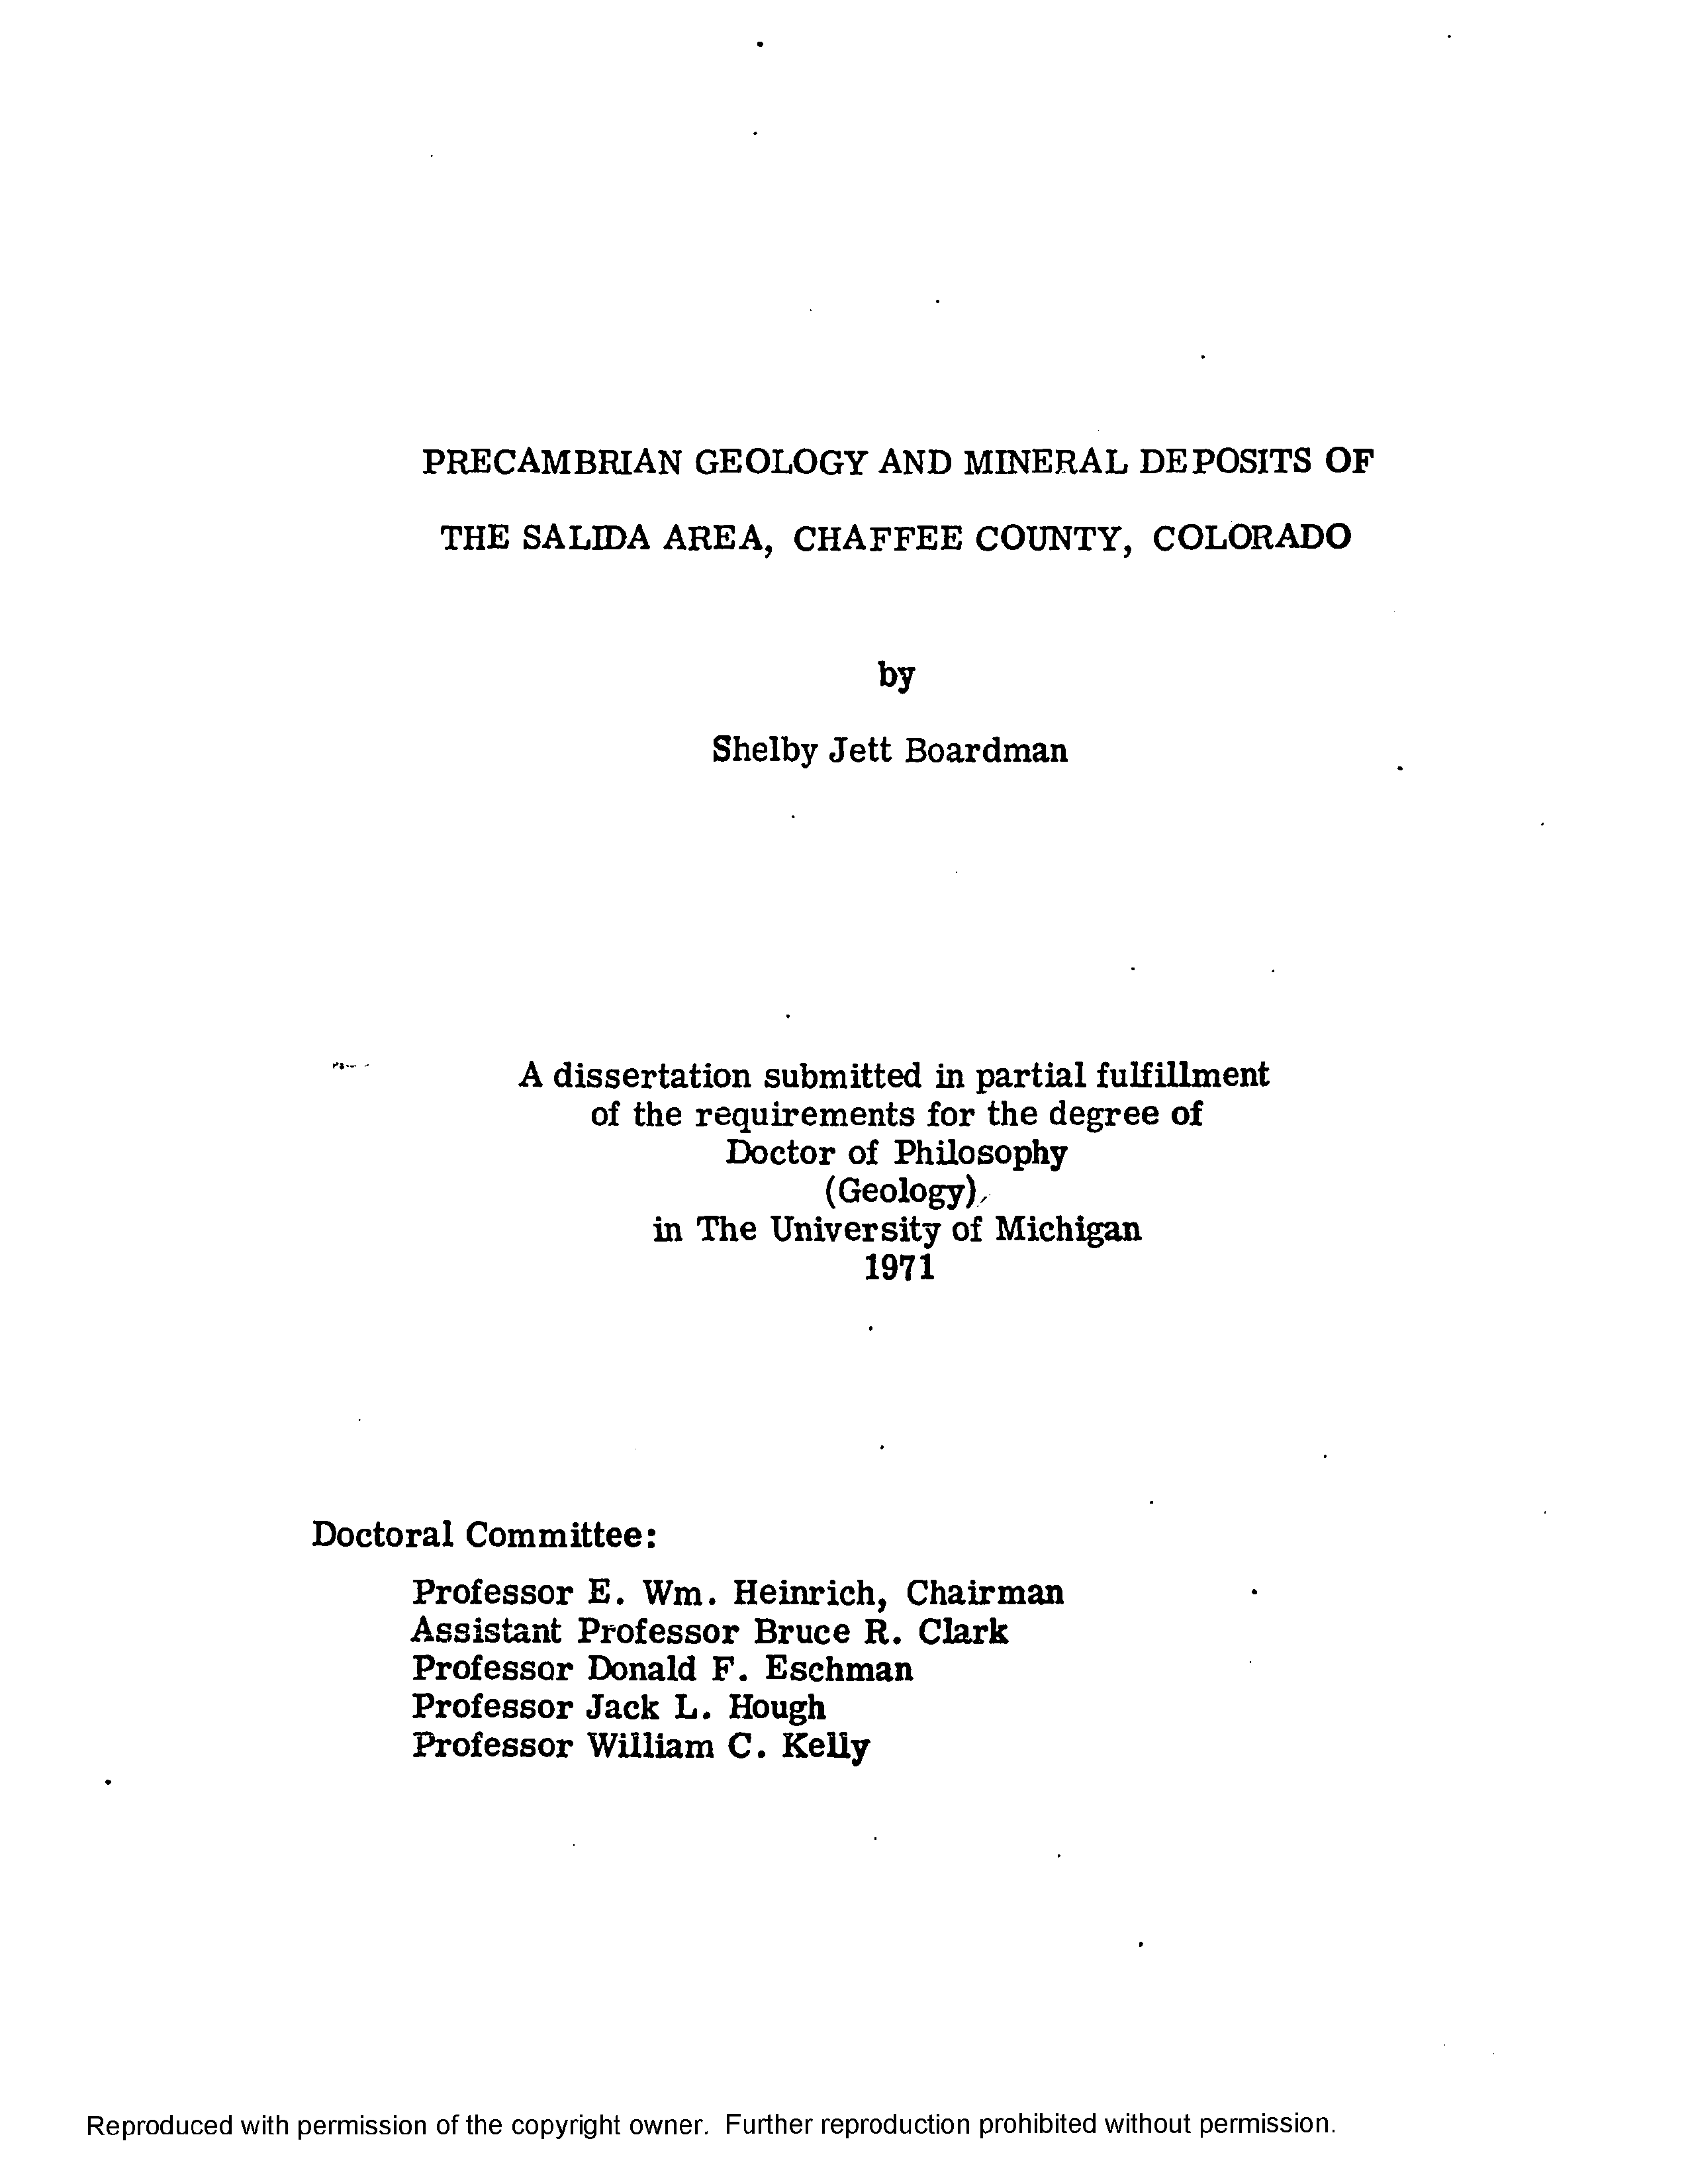 PRECAMBRIAN GEOLOGY AND MINERAL DEPOSITS OF
THE SALIDA AREA, CHAFFEE COUNTY, COLORADO
by
Shelby Jett Boardman
A dissertation submitted in partial fulfillment
of the requirements for the degree of
Doctor of Philosophy
(Geology)
in The University of Michigan
1971
Doctoral Committee:
Professor E. Wm. Heinrich, Chairman
Assistant Professor Bruce R. Clark
Professor Donald F. Eschman
Professor Jack L. Hough
Professor William C. Kelly
Reproduced with permission of the copyright owner. Further reproduction prohibited without permission.